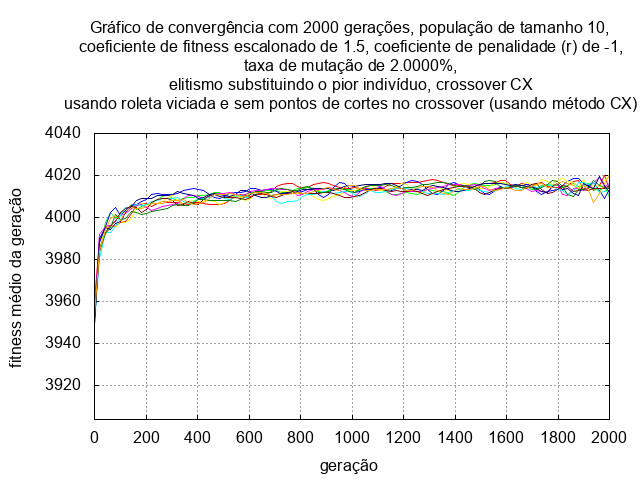 Gráfico de convergência com 2000 gerações, população de tamanho 10,
coeficiente de fitness escalonado de 1.5, coeficiente de penalidade (r) de -1,
taxa de mutação de 2.0000%,
elitismo substituindo o pior indivíduo, crossover CX
usando roleta viciada e sem pontos de cortes no crossover (usando método CX)
4040
4020
4000
3980
3960
3940
3920
fitness médio da geração
0 200 400 600 800 1000 1200 1400 1600 1800 2000
geração